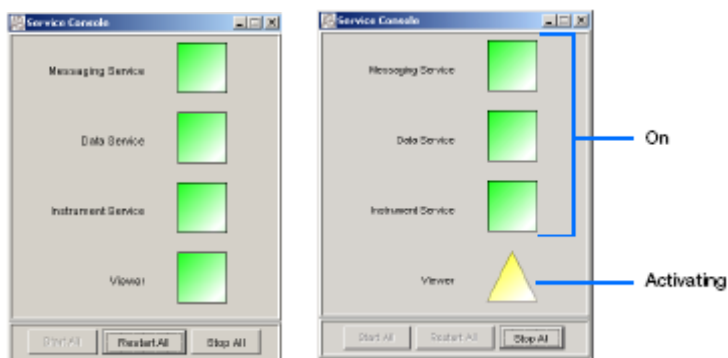 Service Console
Messaging Service
Data Service
Instrument Service
Viewer
Start All
Restart All
Stop All
Service Console
Messaging Service
Data Service
Instrument Service
Viewer
Start All
Restart All
Stop All
On
Activating